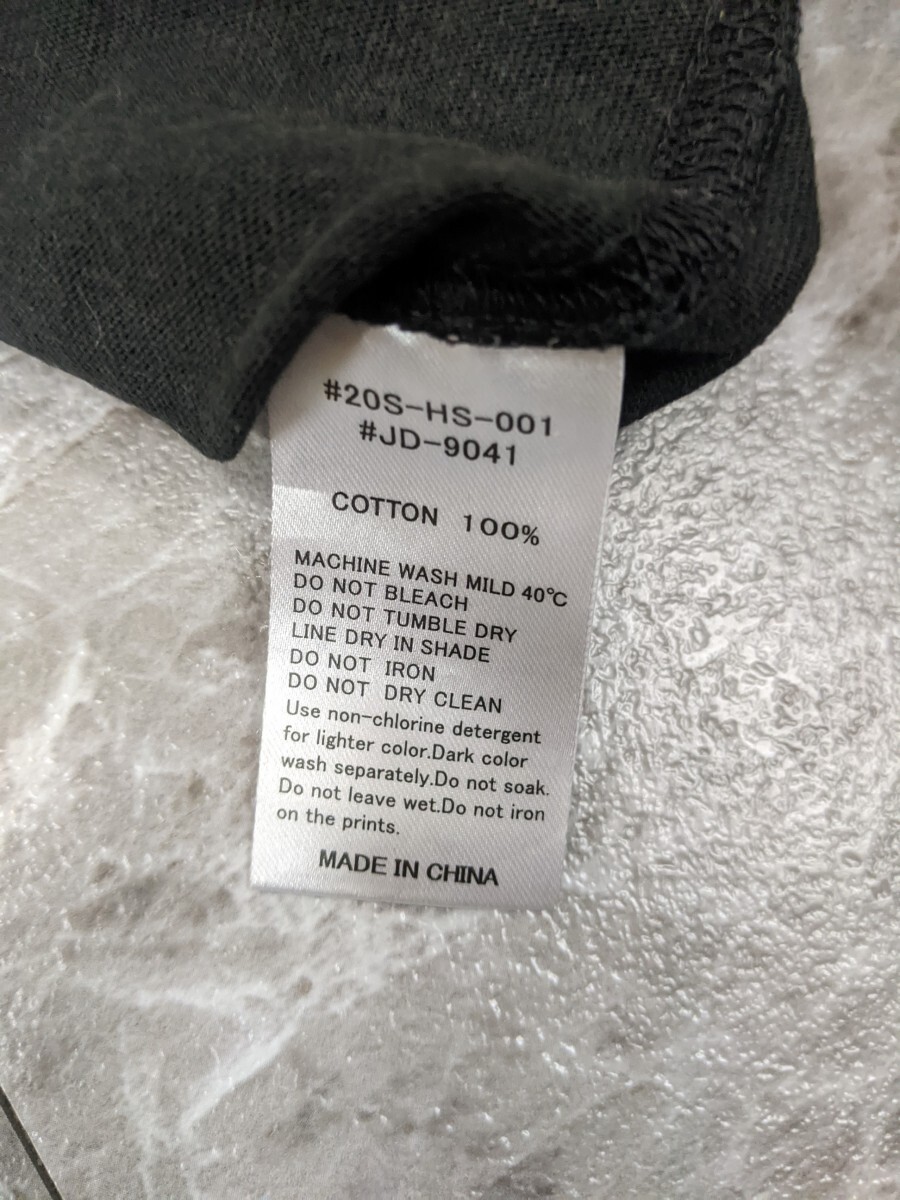 #20S-HS-001
#JD-9041
COTTON 100%
MACHINE WASH MILD 40℃
DO NOT BLEACH
DO NOT TUMBLE DRY
LINE DRY IN SHADE
DO NOT IRON
DO NOT DRY CLEAN
Use non-chlorine detergent
for lighter color.Dark color
wash separately.Do not soak.
Do not leave wet.Do not iron
on the prints.
MADE IN CHINA